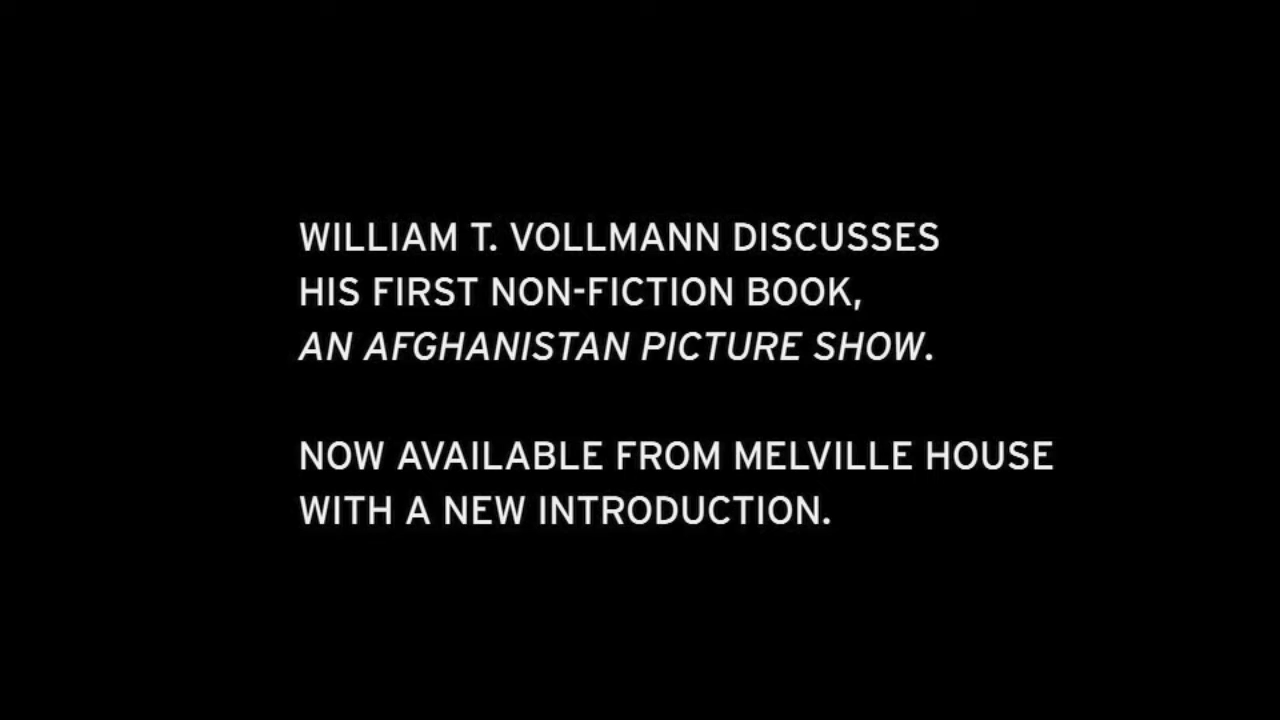 WILLIAM T. VOLLMANN DISCUSSES
HIS FIRST NON-FICTION BOOK,
AN AFGHANISTAN PICTURE SHOW.
NOW AVAILABLE FROM MELVILLE HOUSE
WITH A NEW INTRODUCTION.